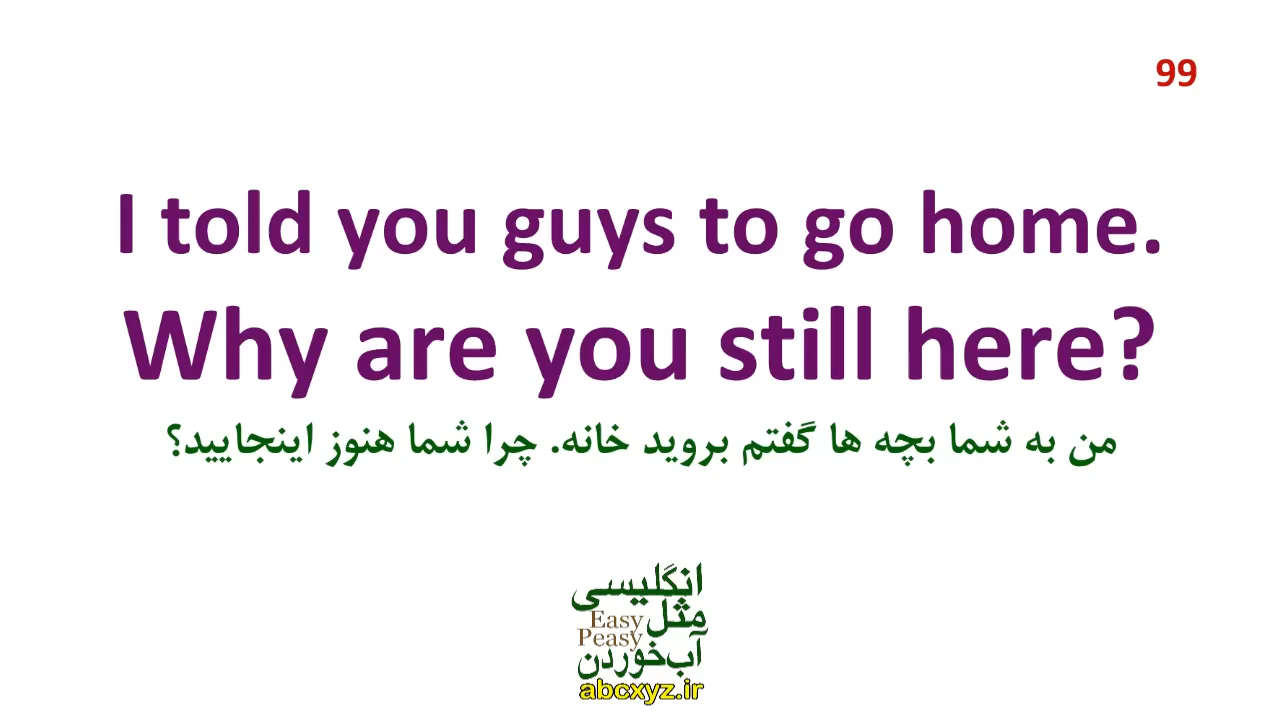 99
I told you guys to go home.
Why are you still here?
من به شما بچه ها گفتم بروید خانه. چرا شما هنوز اینجایید؟
انگلیسی
مثل
Easy
Peasy
آب‌خوردن
abcxyz.ir